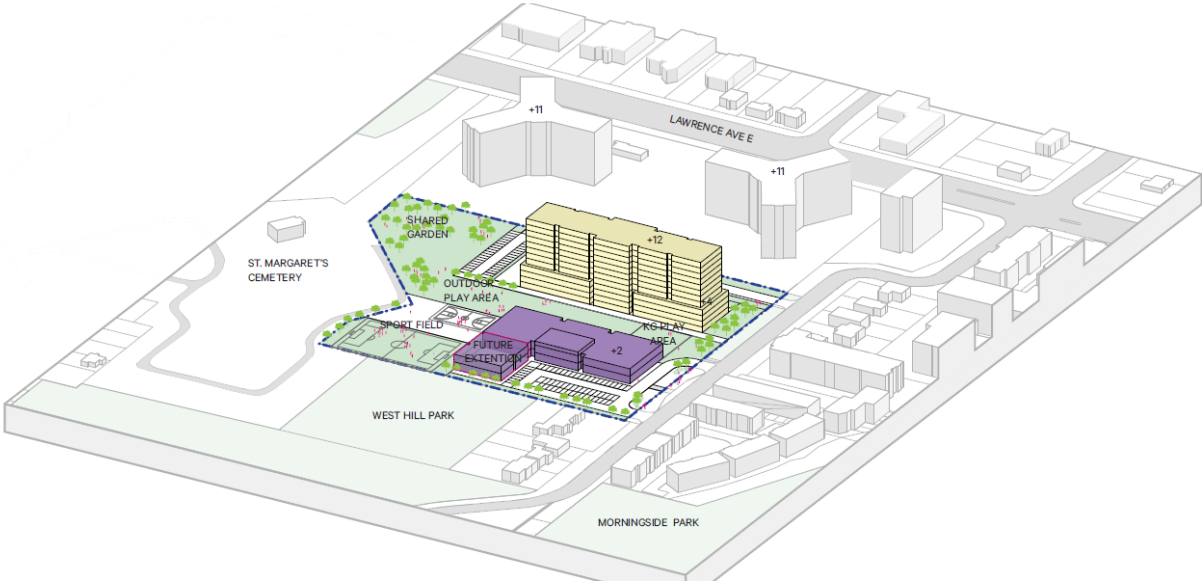 +11
LAWRENCE AVE E
+11
SHARED
GARDEN
+12
ST. MARGARET'S
CEMETERY
OUTDOOR
PLAY AREA
+4
SPORT FIELD
KG PLAY
AREA
FUTURE
EXTENTION
+2
WEST HILL PARK
MORNINGSIDE PARK